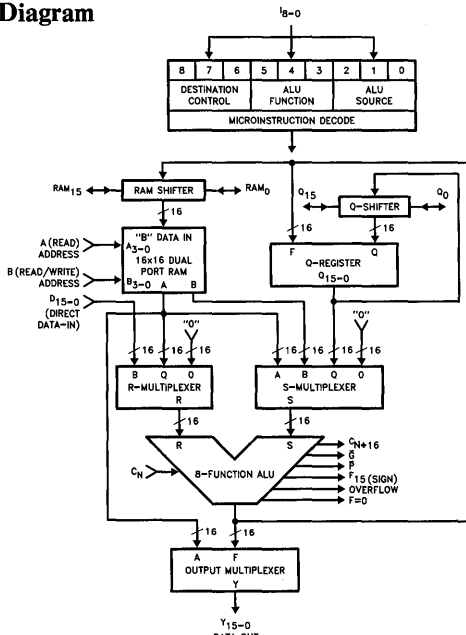 Diagram
I8-0
8 7 6 5 4 3 2 1 0
DESTINATION CONTROL
ALU FUNCTION
ALU SOURCE
MICROINSTRUCTION DECODE
RAM15
RAM SHIFTER
RAM0
Q15
Q-SHIFTER
Q0
16
16
16
A (READ) ADDRESS
"B" DATA IN
A3-0
16x16 DUAL
PORT RAM
B (READ/WRITE) ADDRESS
B3-0 A B
F Q
Q-REGISTER
Q15-0
D15-0
(DIRECT
DATA-IN)
"0"
"0"
16 16 16
16 16 16 16
B Q 0
R-MULTIPLEXER
R
A B Q 0
S-MULTIPLEXER
S
16
16
R S
CN
8-FUNCTION ALU
CN+16
G̅
P̅
F15 (SIGN)
OVERFLOW
F=0
16 16
A F
OUTPUT MULTIPLEXER
Y
Y15-0